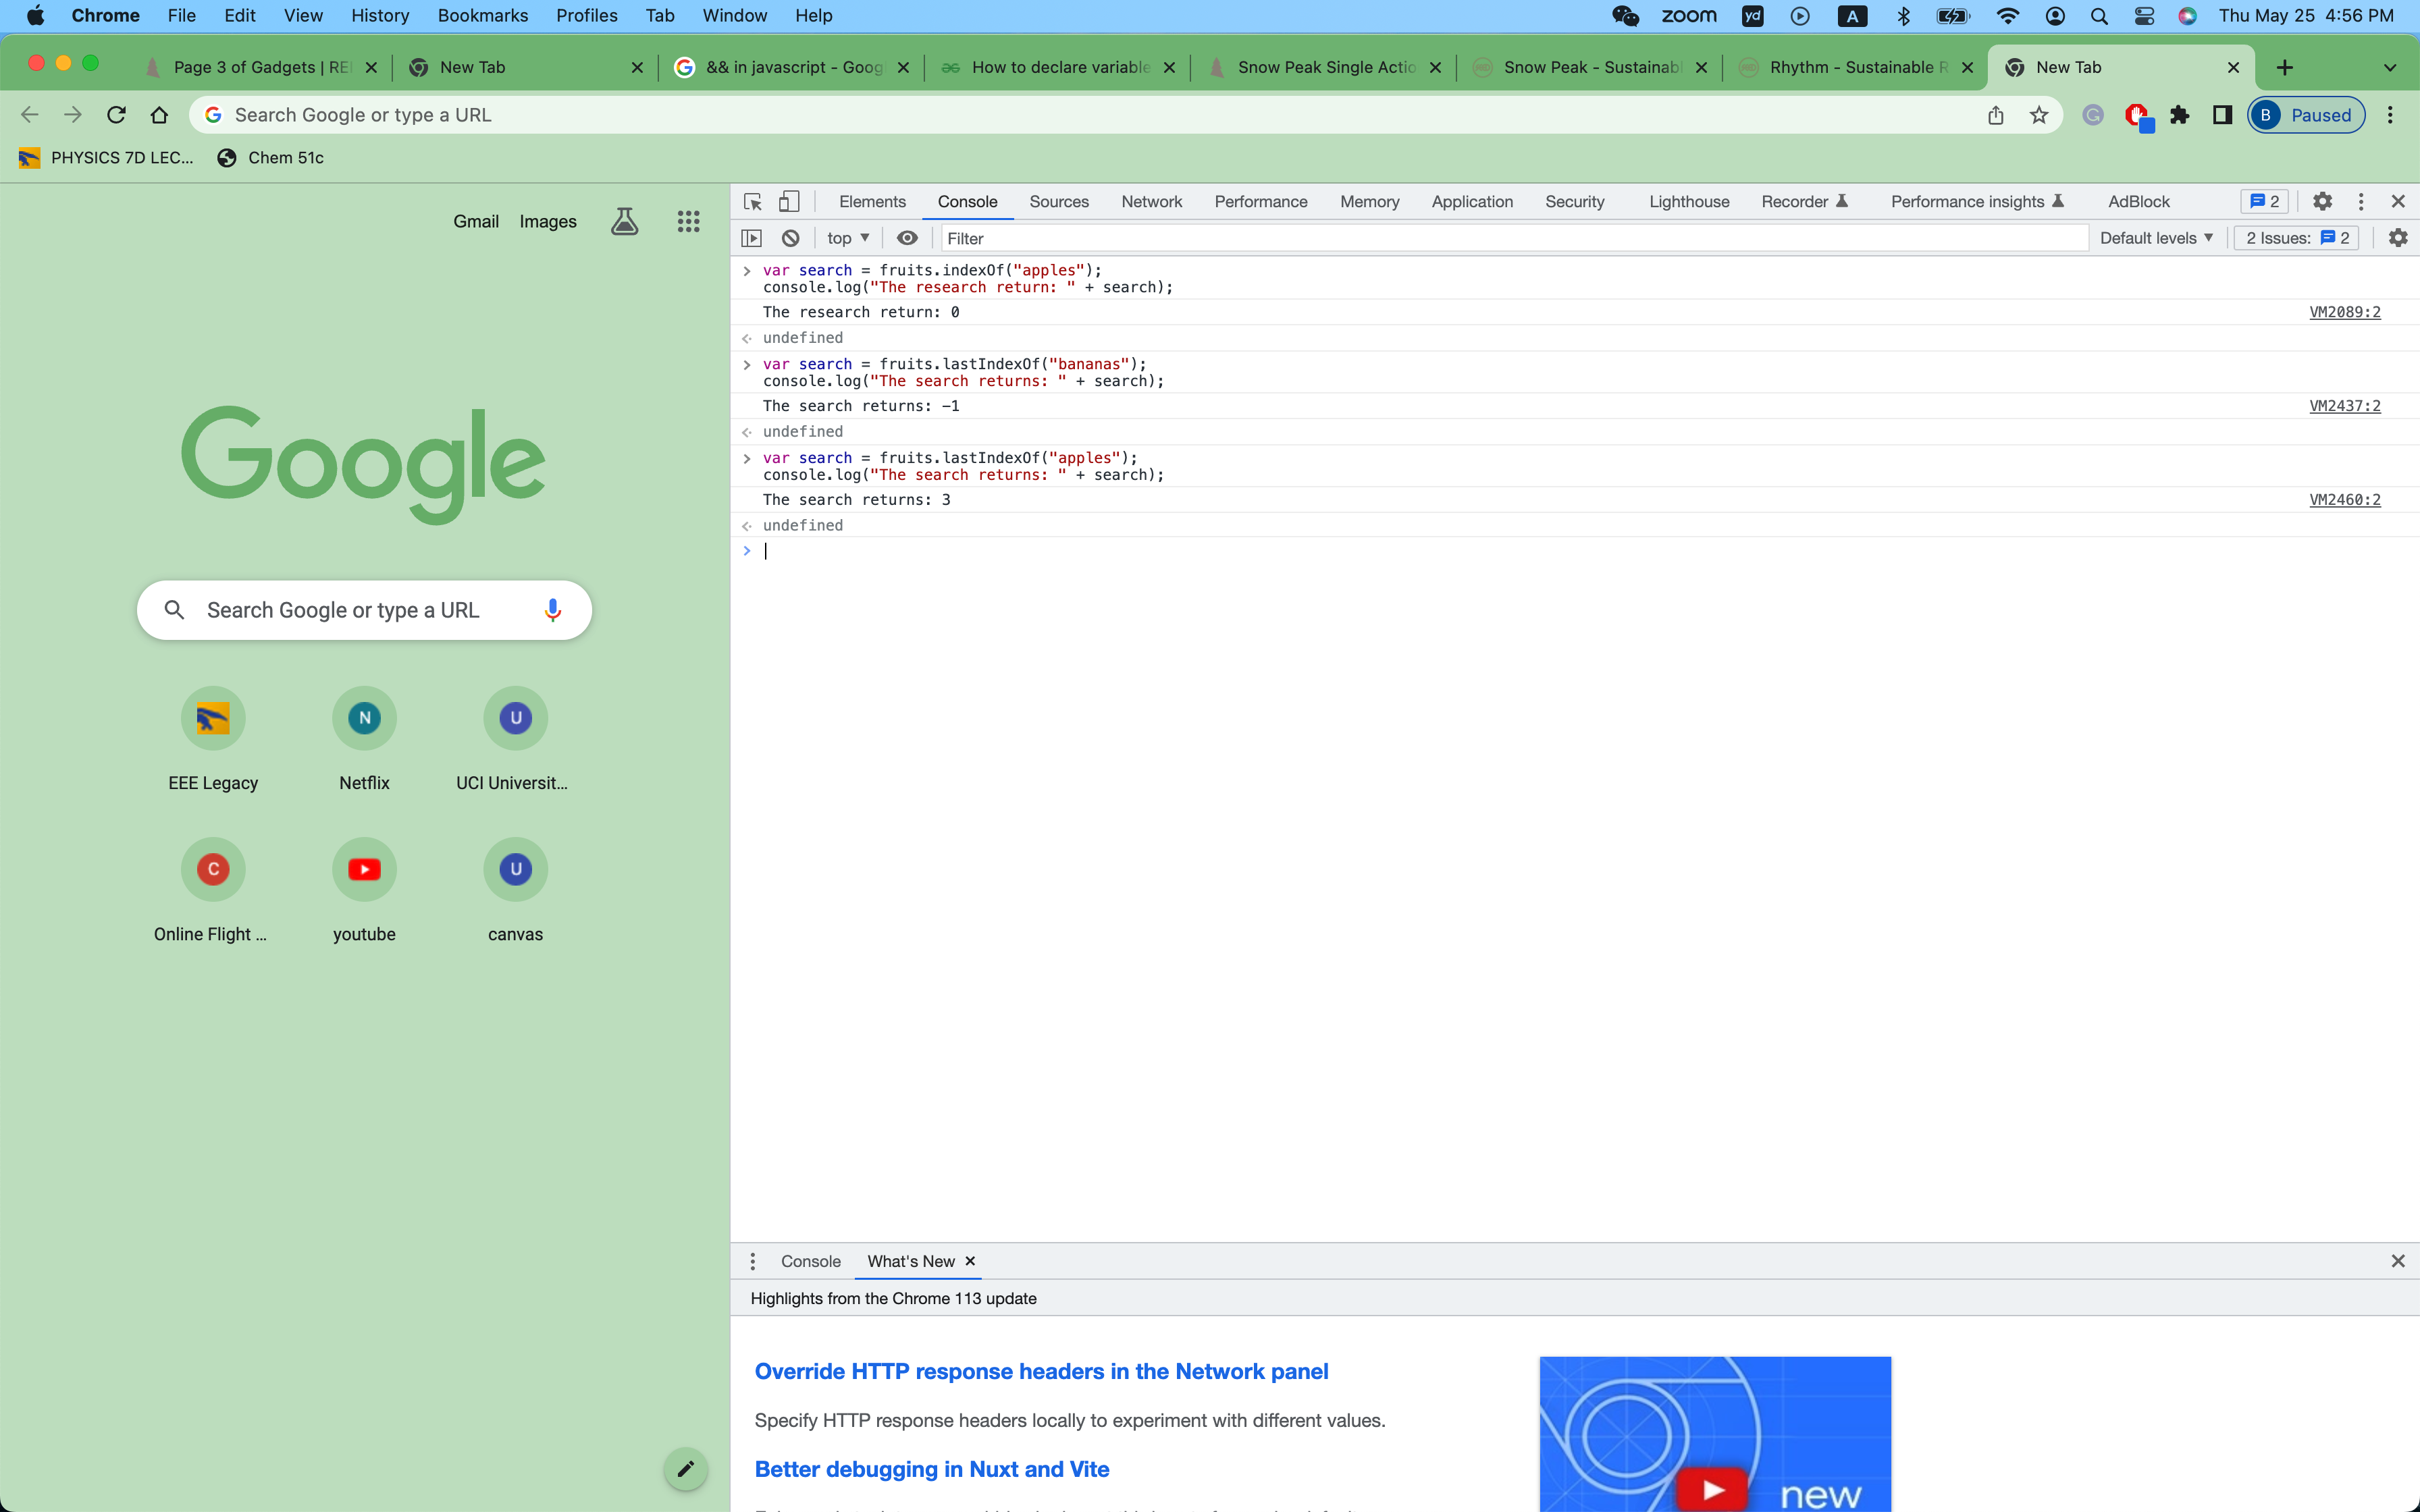 Chrome File Edit View History Bookmarks Profiles Tab Window Help zoom yd A Thu May 25 4:56 PM
Page 3 of Gadgets | REI New Tab && in javascript - Goog How to declare variable Snow Peak Single Actio Snow Peak - Sustainabl Rhythm - Sustainable R New Tab
Search Google or type a URL B Paused
PHYSICS 7D LEC... Chem 51c
Gmail Images
Google
Search Google or type a URL
N U
EEE Legacy Netflix UCI Universit...
C U
Online Flight ... youtube canvas
Elements Console Sources Network Performance Memory Application Security Lighthouse Recorder Performance insights AdBlock 2
top Filter Default levels 2 Issues: 2
> var search = fruits.indexOf("apples");
console.log("The research return: " + search);
The research return: 0 VM2089:2
undefined
> var search = fruits.lastIndexOf("bananas");
console.log("The search returns: " + search);
The search returns: -1 VM2437:2
undefined
> var search = fruits.lastIndexOf("apples");
console.log("The search returns: " + search);
The search returns: 3 VM2460:2
undefined
>
Console What's New
Highlights from the Chrome 113 update
Override HTTP response headers in the Network panel
Specify HTTP response headers locally to experiment with different values.
Better debugging in Nuxt and Vite
new